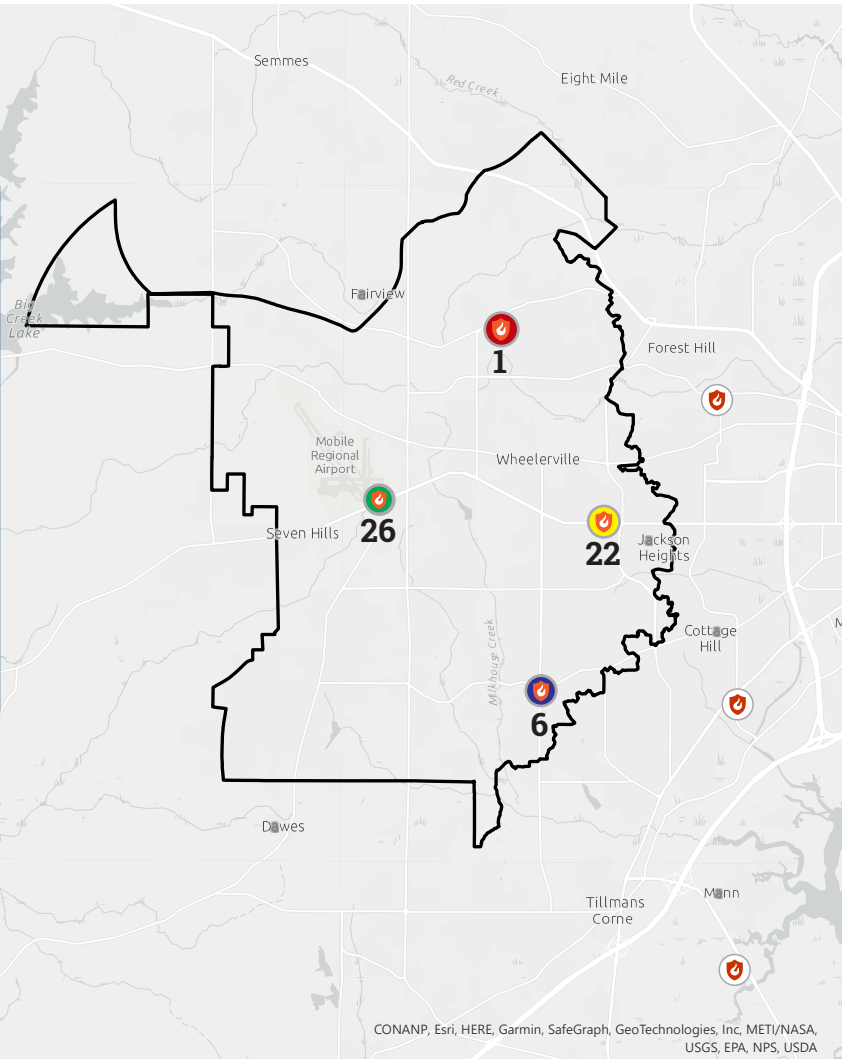 Semmes
Eight Mile
Red Creek
Fairview
Big
Creek
Lake
1
Forest Hill
Mobile
Regional
Airport
Wheelerville
26
Seven Hills
22
Jackson
Heights
Cottage
Hill
M
Milkhouse Creek
6
Dawes
Mann
Tillmans
Corne
CONANP, Esri, HERE, Garmin, SafeGraph, GeoTechnologies, Inc, METI/NASA,
USGS, EPA, NPS, USDA